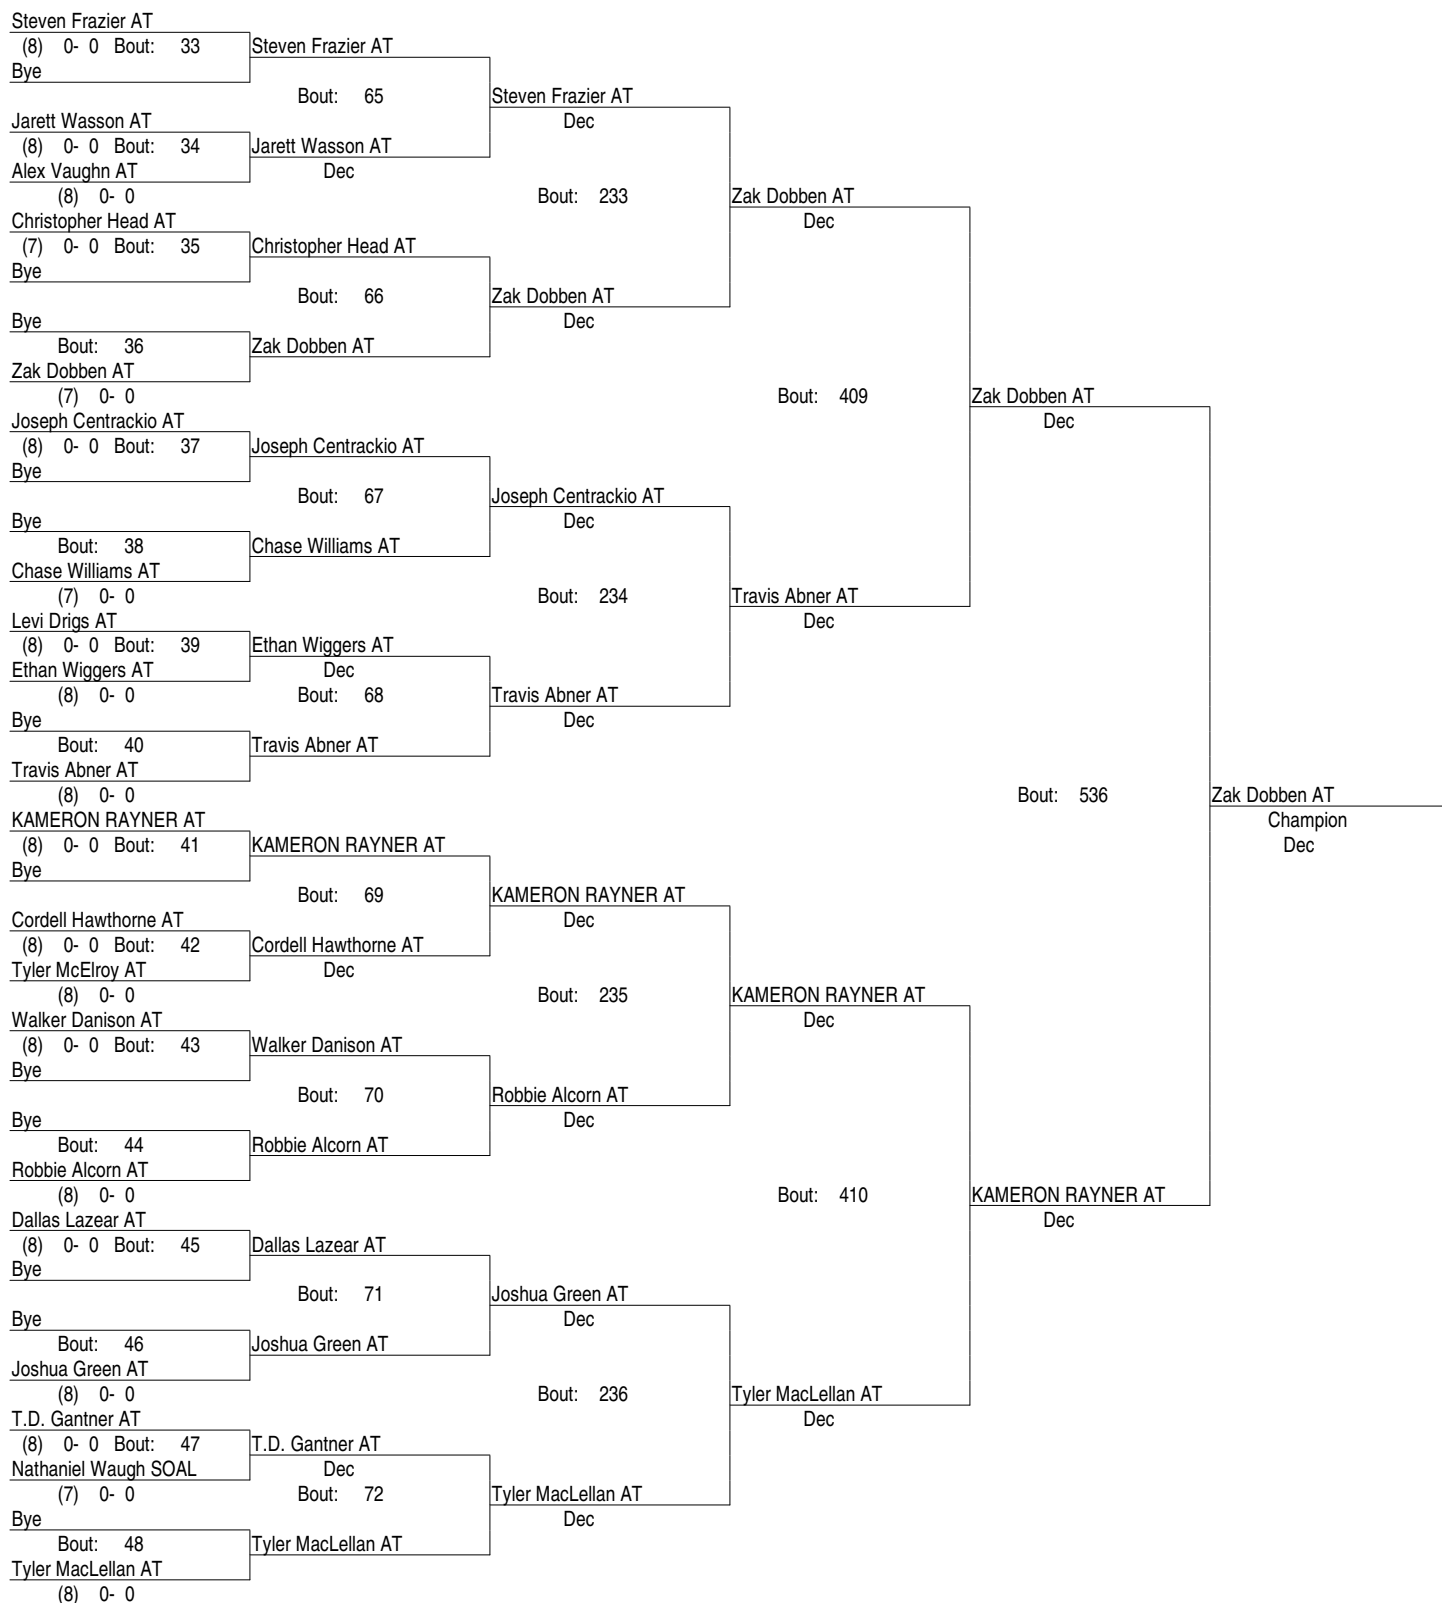 Steven Frazier AT
(8) 0- 0 Bout: 33 Steven Frazier AT
Bye
Bout: 65 Steven Frazier AT
Jarett Wasson AT Dec
(8) 0- 0 Bout: 34 Jarett Wasson AT
Alex Vaughn AT Dec
(8) 0- 0 Bout: 233 Zak Dobben AT
Christopher Head AT Dec
(7) 0- 0 Bout: 35 Christopher Head AT
Bye
Bout: 66 Zak Dobben AT
Bye Dec
Bout: 36 Zak Dobben AT
Zak Dobben AT
(7) 0- 0 Bout: 409 Zak Dobben AT
Joseph Centrackio AT Dec
(8) 0- 0 Bout: 37 Joseph Centrackio AT
Bye
Bout: 67 Joseph Centrackio AT
Bye Dec
Bout: 38 Chase Williams AT
Chase Williams AT
(7) 0- 0 Bout: 234 Travis Abner AT
Levi Drigs AT Dec
(8) 0- 0 Bout: 39 Ethan Wiggers AT
Ethan Wiggers AT Dec
(8) 0- 0 Bout: 68 Travis Abner AT
Bye Dec
Bout: 40 Travis Abner AT
Travis Abner AT
(8) 0- 0 Bout: 536 Zak Dobben AT
KAMERON RAYNER AT Champion
(8) 0- 0 Bout: 41 KAMERON RAYNER AT Dec
Bye
Bout: 69 KAMERON RAYNER AT
Cordell Hawthorne AT Dec
(8) 0- 0 Bout: 42 Cordell Hawthorne AT
Tyler McElroy AT Dec
(8) 0- 0 Bout: 235 KAMERON RAYNER AT
Walker Danison AT Dec
(8) 0- 0 Bout: 43 Walker Danison AT
Bye
Bout: 70 Robbie Alcorn AT
Bye Dec
Bout: 44 Robbie Alcorn AT
Robbie Alcorn AT
(8) 0- 0 Bout: 410 KAMERON RAYNER AT
Dallas Lazear AT Dec
(8) 0- 0 Bout: 45 Dallas Lazear AT
Bye
Bout: 71 Joshua Green AT
Bye Dec
Bout: 46 Joshua Green AT
Joshua Green AT
(8) 0- 0 Bout: 236 Tyler MacLellan AT
T.D. Gantner AT Dec
(8) 0- 0 Bout: 47 T.D. Gantner AT
Nathaniel Waugh SOAL Dec
(7) 0- 0 Bout: 72 Tyler MacLellan AT
Bye Dec
Bout: 48 Tyler MacLellan AT
Tyler MacLellan AT
(8) 0- 0